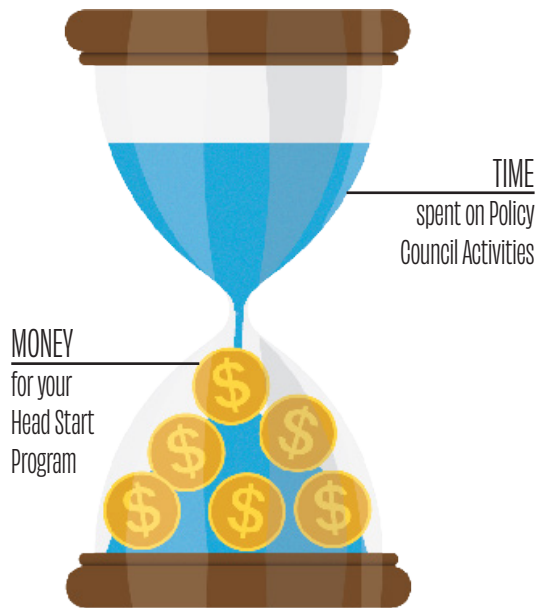 TIME
spent on Policy
Council Activities
MONEY
for your
Head Start
Program
$
$
$
$
$
$